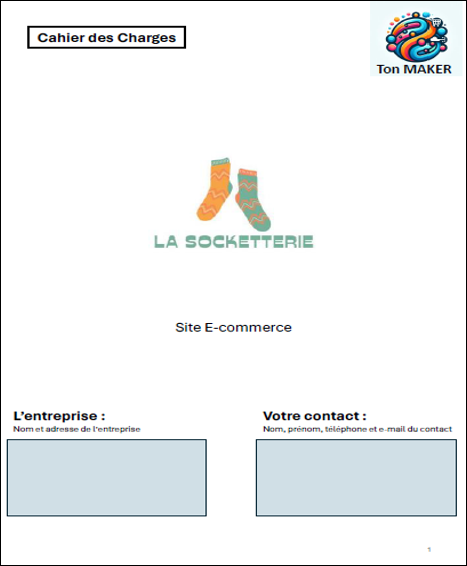 Cahier des Charges
Ton MAKER
LA SOCKETTERIE
Site E-commerce
L'entreprise :
Nom et adresse de l'entreprise
Votre contact :
Nom, prénom, téléphone et e-mail du contact
1